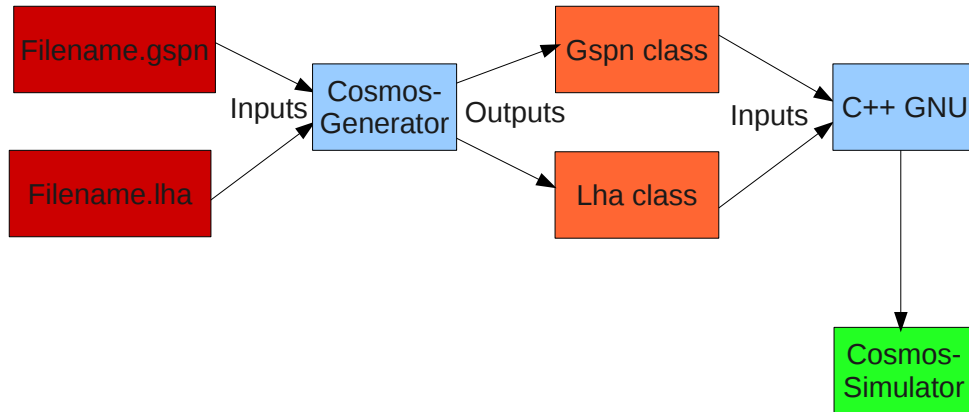 Filename.gspn
Inputs
Cosmos-
Generator
Outputs
Gspn class
Inputs
C++ GNU
Filename.lha
Lha class
Cosmos-
Simulator